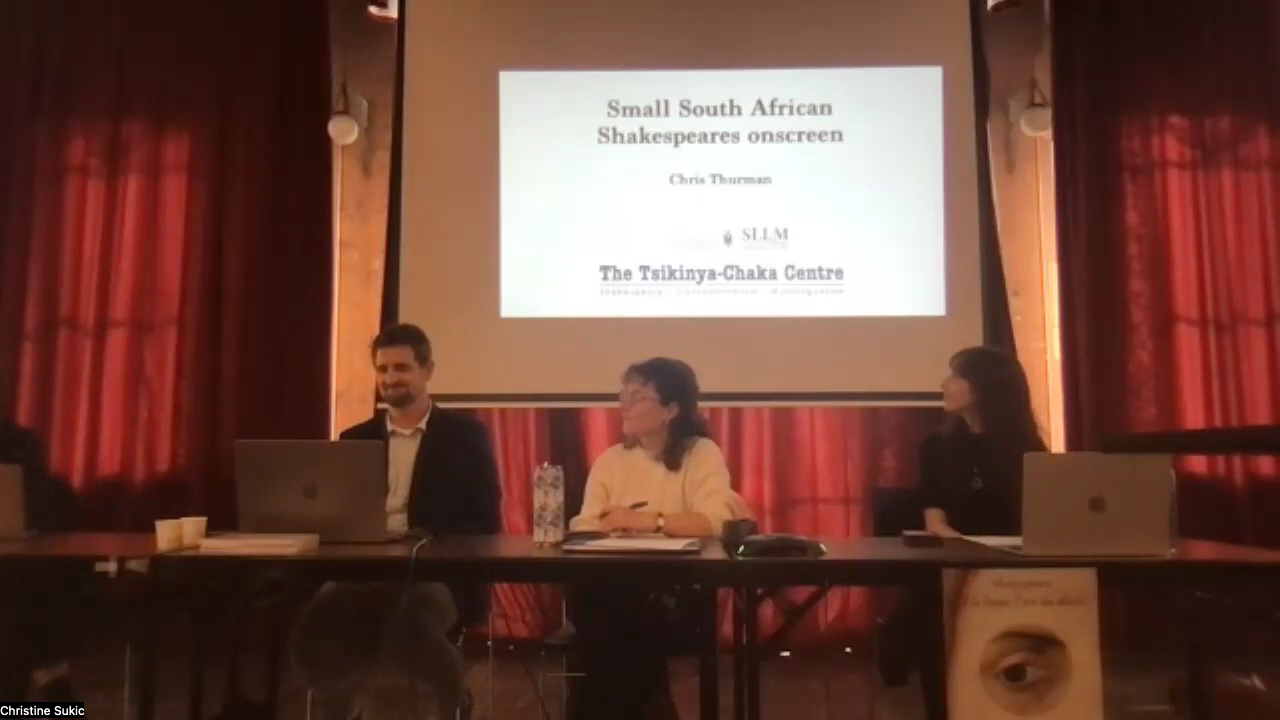 Small South African
Shakespeares onscreen
Chris Thurman
SLLM
The Tsikinya-Chaka Centre
Christine Sukic